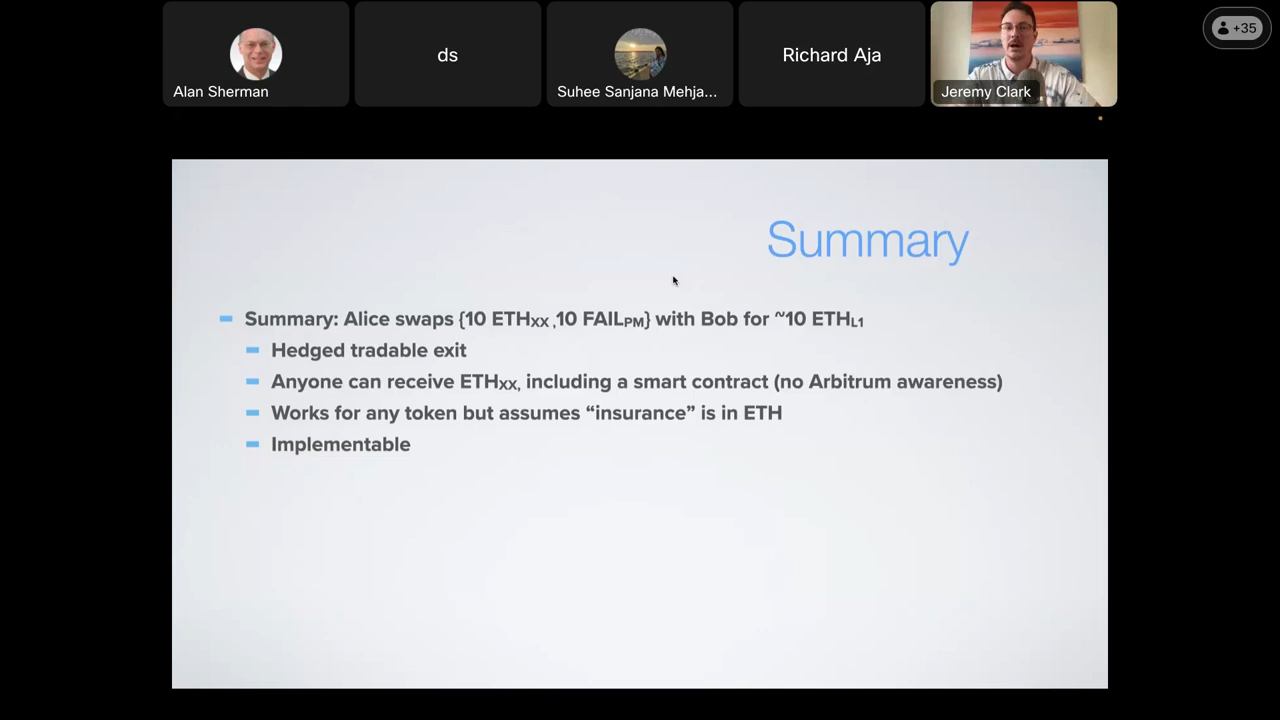 Alan Sherman
ds
Suhee Sanjana Mehja...
Richard Aja
Jeremy Clark
+35
Summary
Summary: Alice swaps {10 ETHXX ,10 FAILPM} with Bob for ~10 ETHL1
Hedged tradable exit
Anyone can receive ETHXX, including a smart contract (no Arbitrum awareness)
Works for any token but assumes “insurance” is in ETH
Implementable